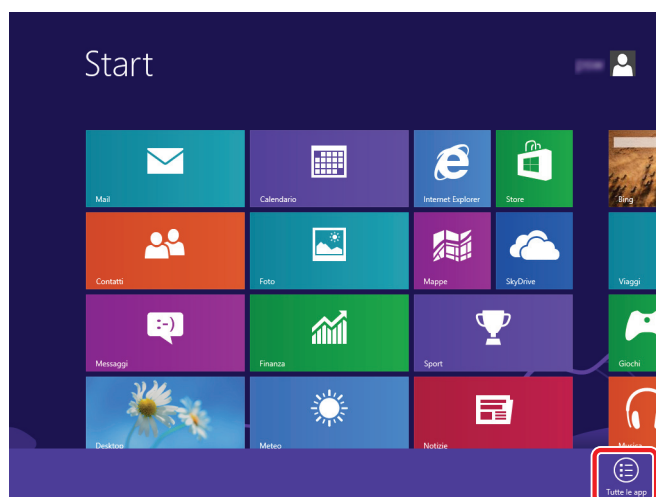 Start
Mail
Calendario
Internet Explorer
Store
Bing
Contatti
Foto
Mappe
SkyDrive
Viaggi
Messaggi
Finanza
Sport
Giochi
Desktop
Meteo
Notizie
Musica
Tutte le app